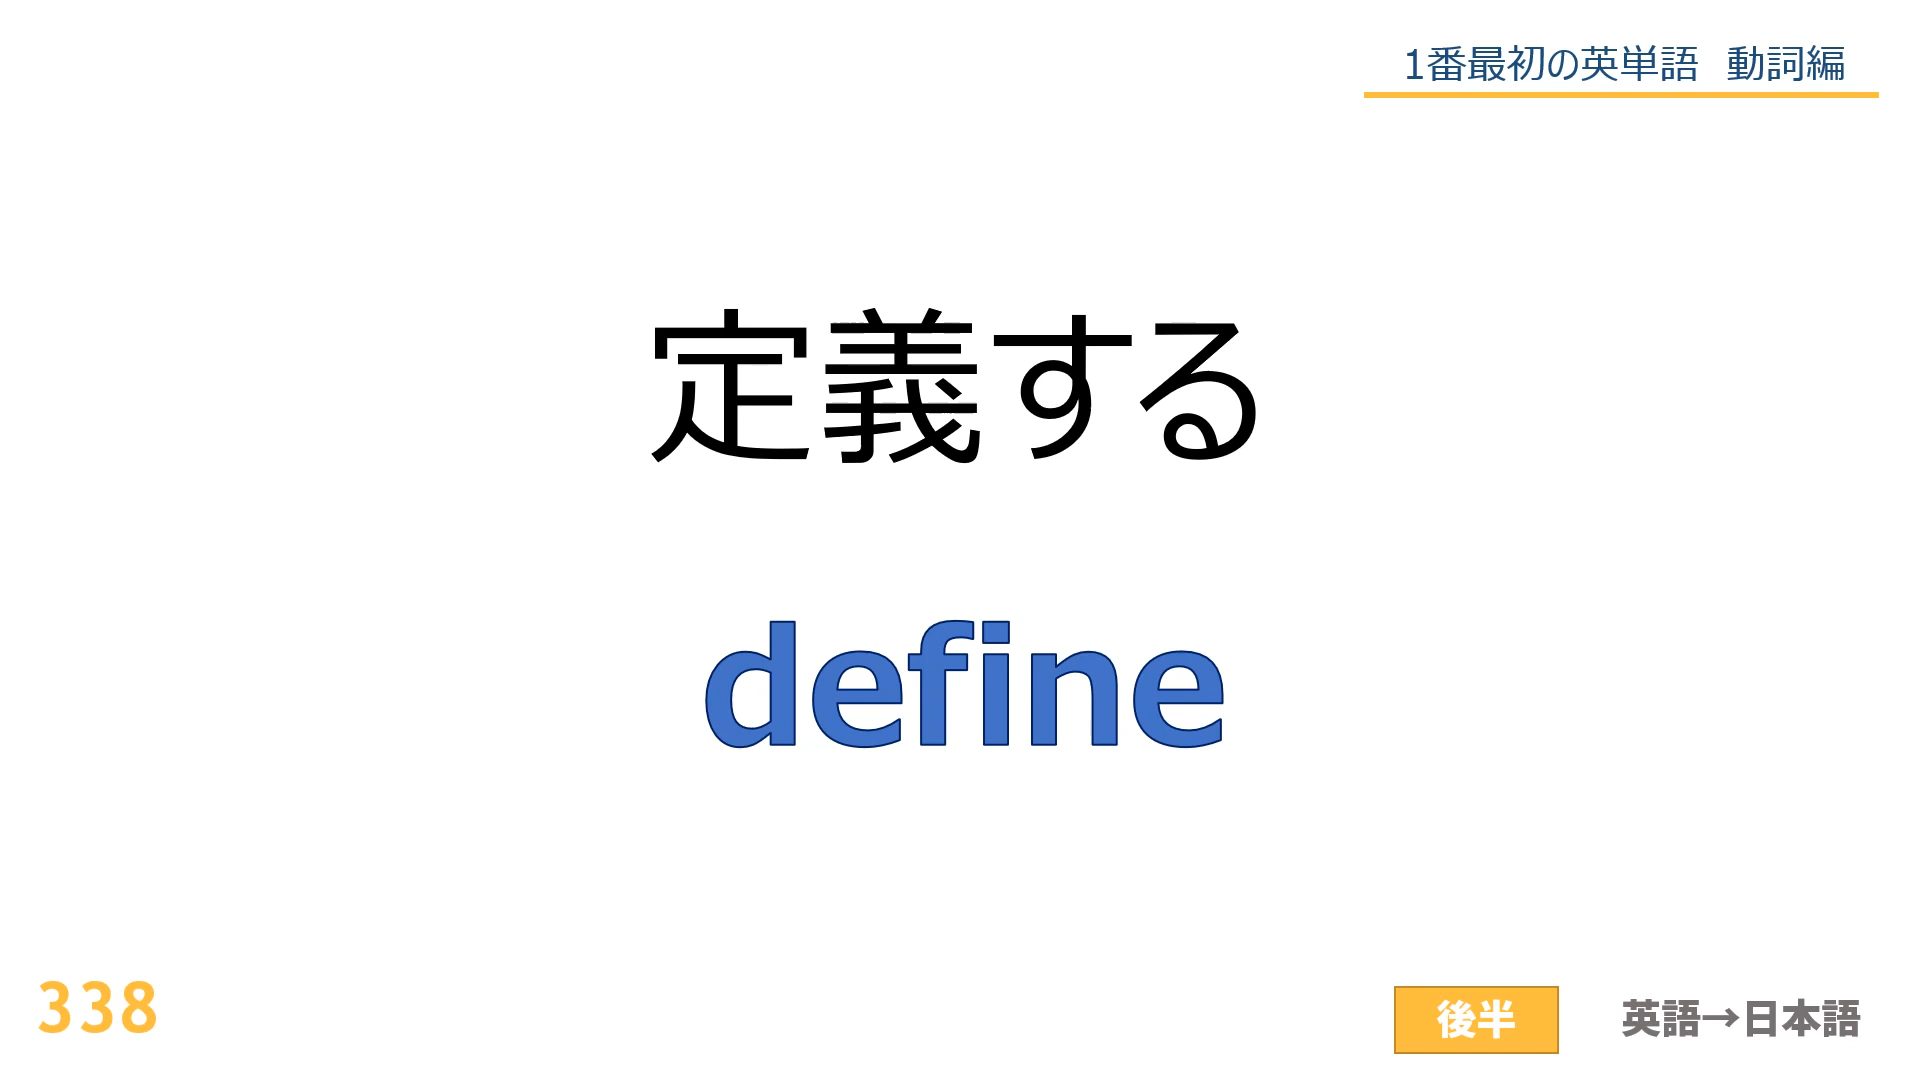 1番最初の英単語　動詞編
定義する
define
338
後半
英語→日本語